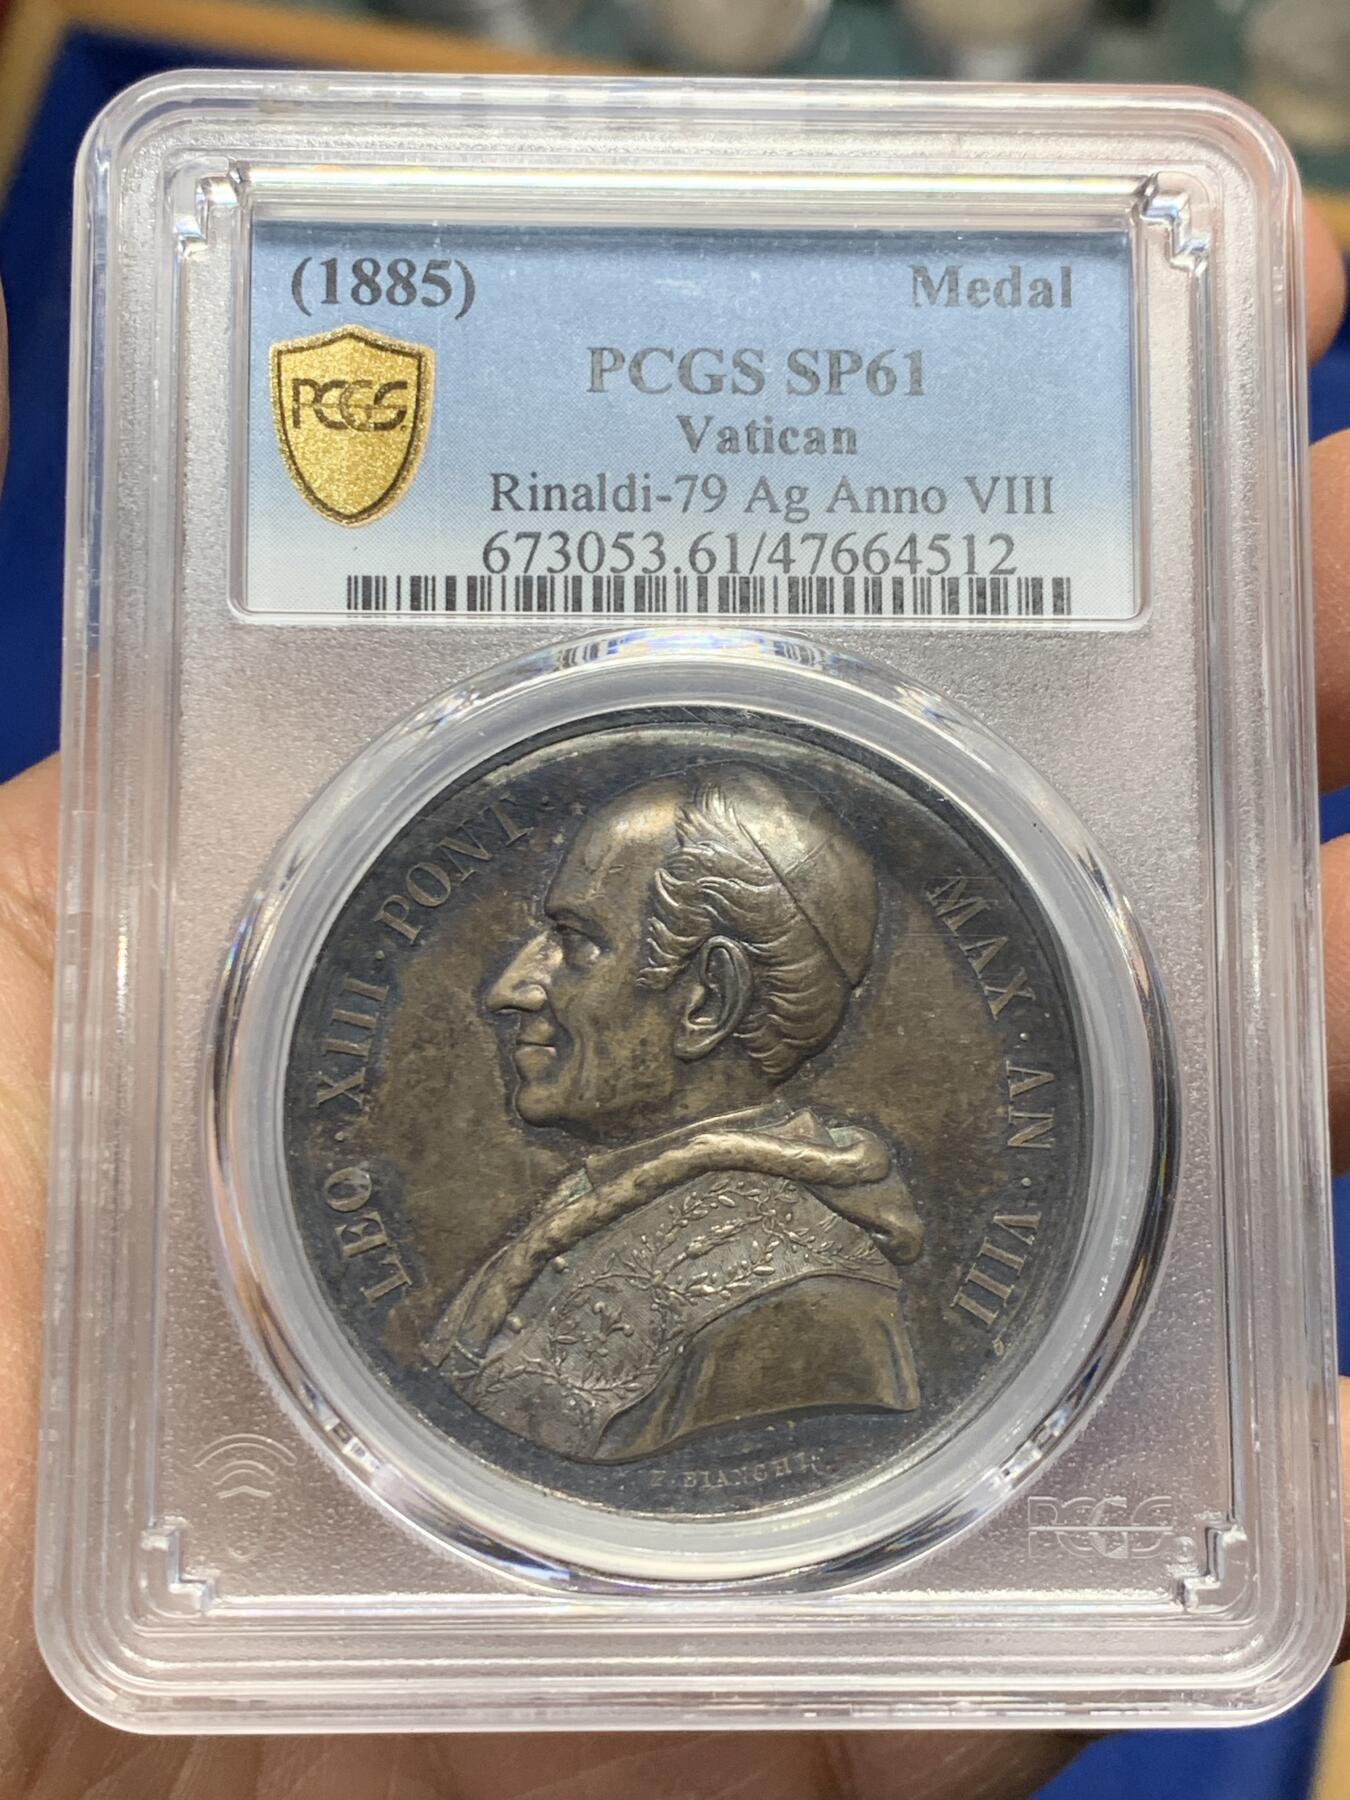 (1885) Medal
PCGS
PCGS SP61
Vatican
Rinaldi-79 Ag Anno VIII
673053.61/47664512
LEO·XIII·PONT· MAX·AN·VIII
F. BIANCHI
PCGS